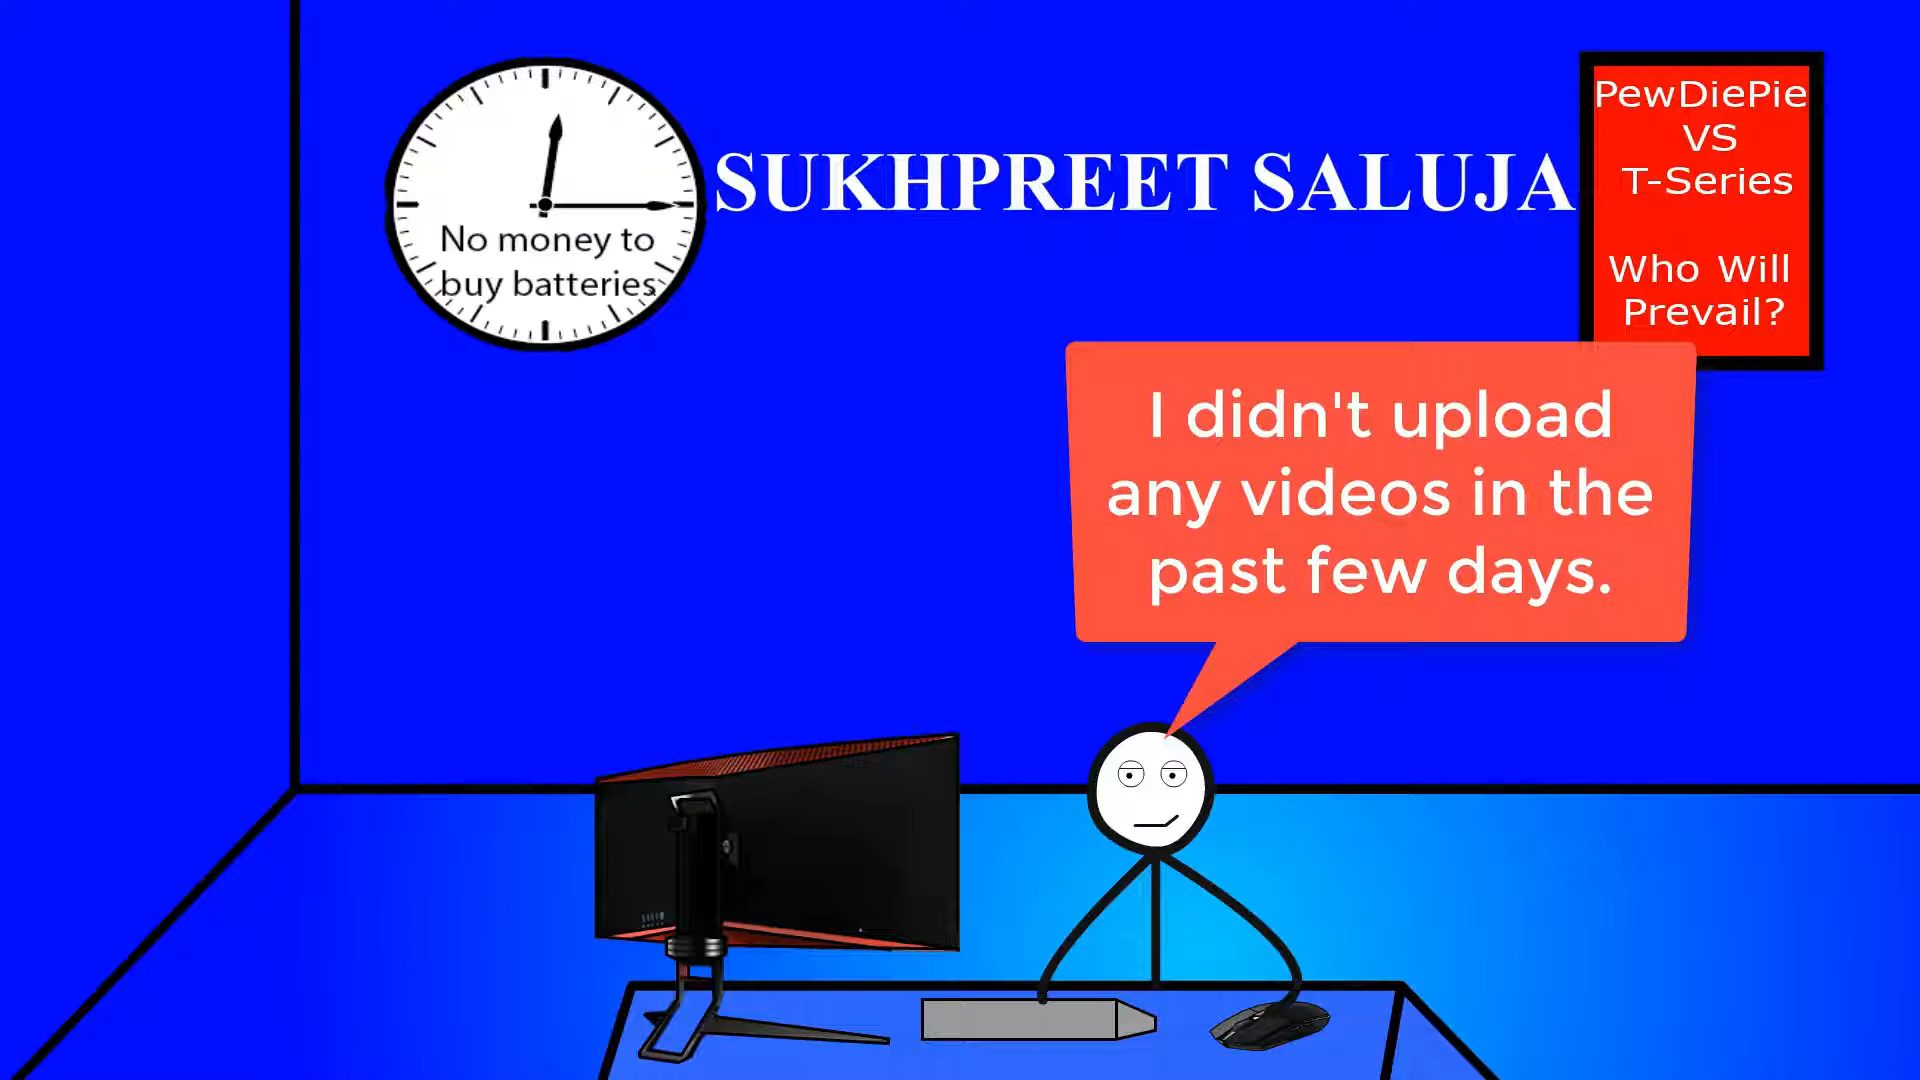 No money to
buy batteries
SUKHPREET SALUJA
PewDiePie
VS
T-Series
Who Will
Prevail?
I didn't upload
any videos in the
past few days.